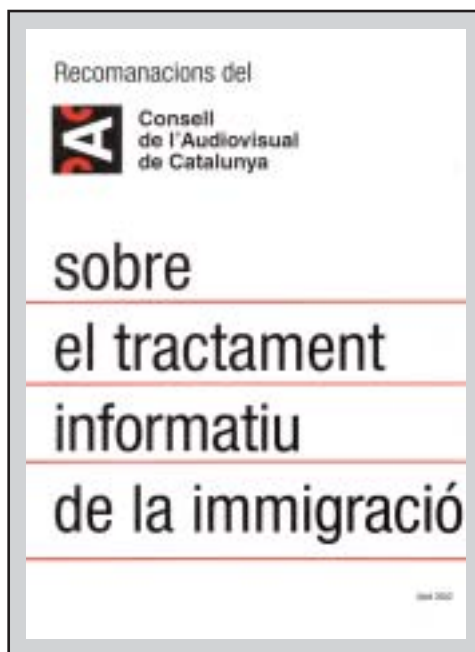 Recomanacions del
Consell
de l'Audiovisual
de Catalunya
sobre
el tractament
informatiu
de la immigració